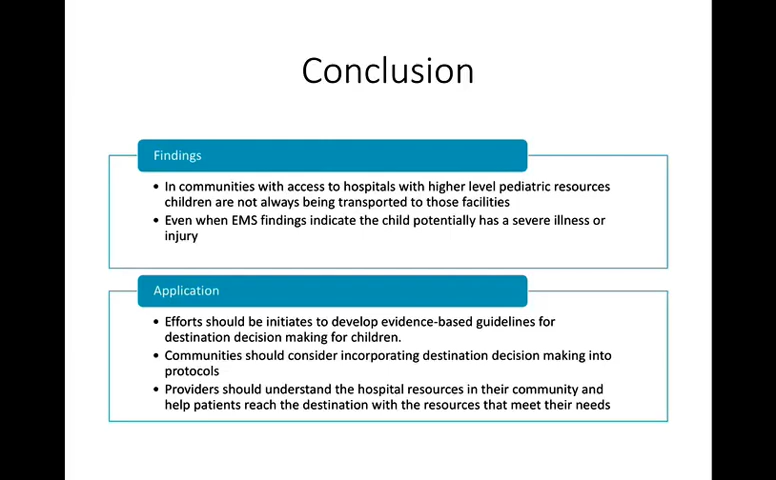 Conclusion
Findings
• In communities with access to hospitals with higher level pediatric resources
children are not always being transported to those facilities
• Even when EMS findings indicate the child potentially has a severe illness or
injury
Application
• Efforts should be initiates to develop evidence-based guidelines for
destination decision making for children.
• Communities should consider incorporating destination decision making into
protocols
• Providers should understand the hospital resources in their community and
help patients reach the destination with the resources that meet their needs